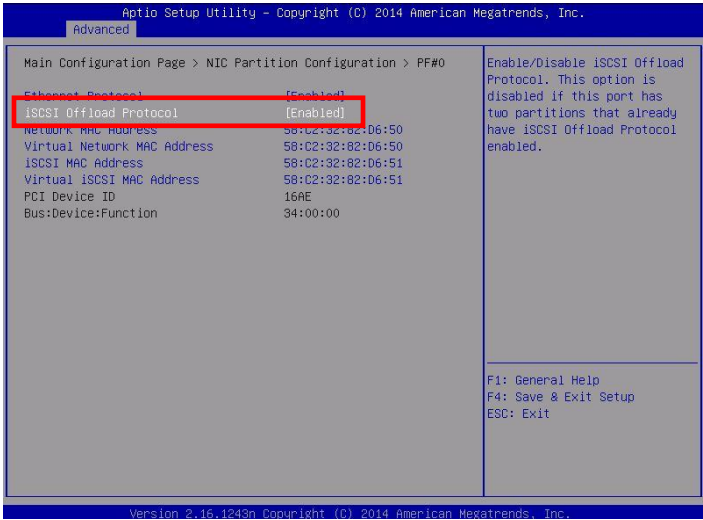 Aptio Setup Utility - Copyright (C) 2014 American Megatrends, Inc.
Advanced
Main Configuration Page > NIC Partition Configuration > PF#0
Ethernet Protocol [Enabled]
iSCSI Offload Protocol [Enabled]
Network MAC Address 58:C2:32:82:D6:50
Virtual Network MAC Address 58:C2:32:82:D6:50
iSCSI MAC Address 58:C2:32:82:D6:51
Virtual iSCSI MAC Address 58:C2:32:82:D6:51
PCI Device ID 16AE
Bus:Device:Function 34:00:00
Enable/Disable iSCSI Offload
Protocol. This option is
disabled if this port has
two partitions that already
have iSCSI Offload Protocol
enabled.
F1: General Help
F4: Save & Exit Setup
ESC: Exit
Version 2.16.1243n Copyright (C) 2014 American Megatrends, Inc.